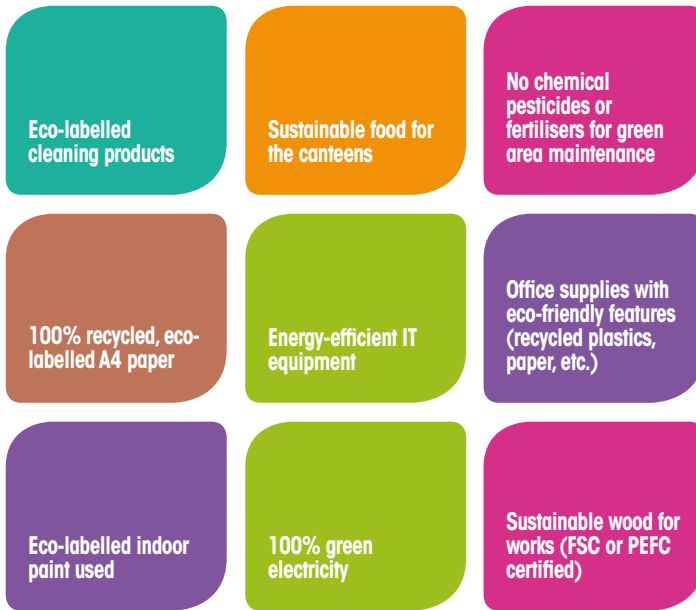 Eco-labelled
cleaning products
Sustainable food for
the canteens
No chemical
pesticides or
fertilisers for green
area maintenance
100% recycled, eco-
labelled A4 paper
Energy-efficient IT
equipment
Office supplies with
eco-friendly features
(recycled plastics,
paper, etc.)
Eco-labelled indoor
paint used
100% green
electricity
Sustainable wood for
works (FSC or PEFC
certified)